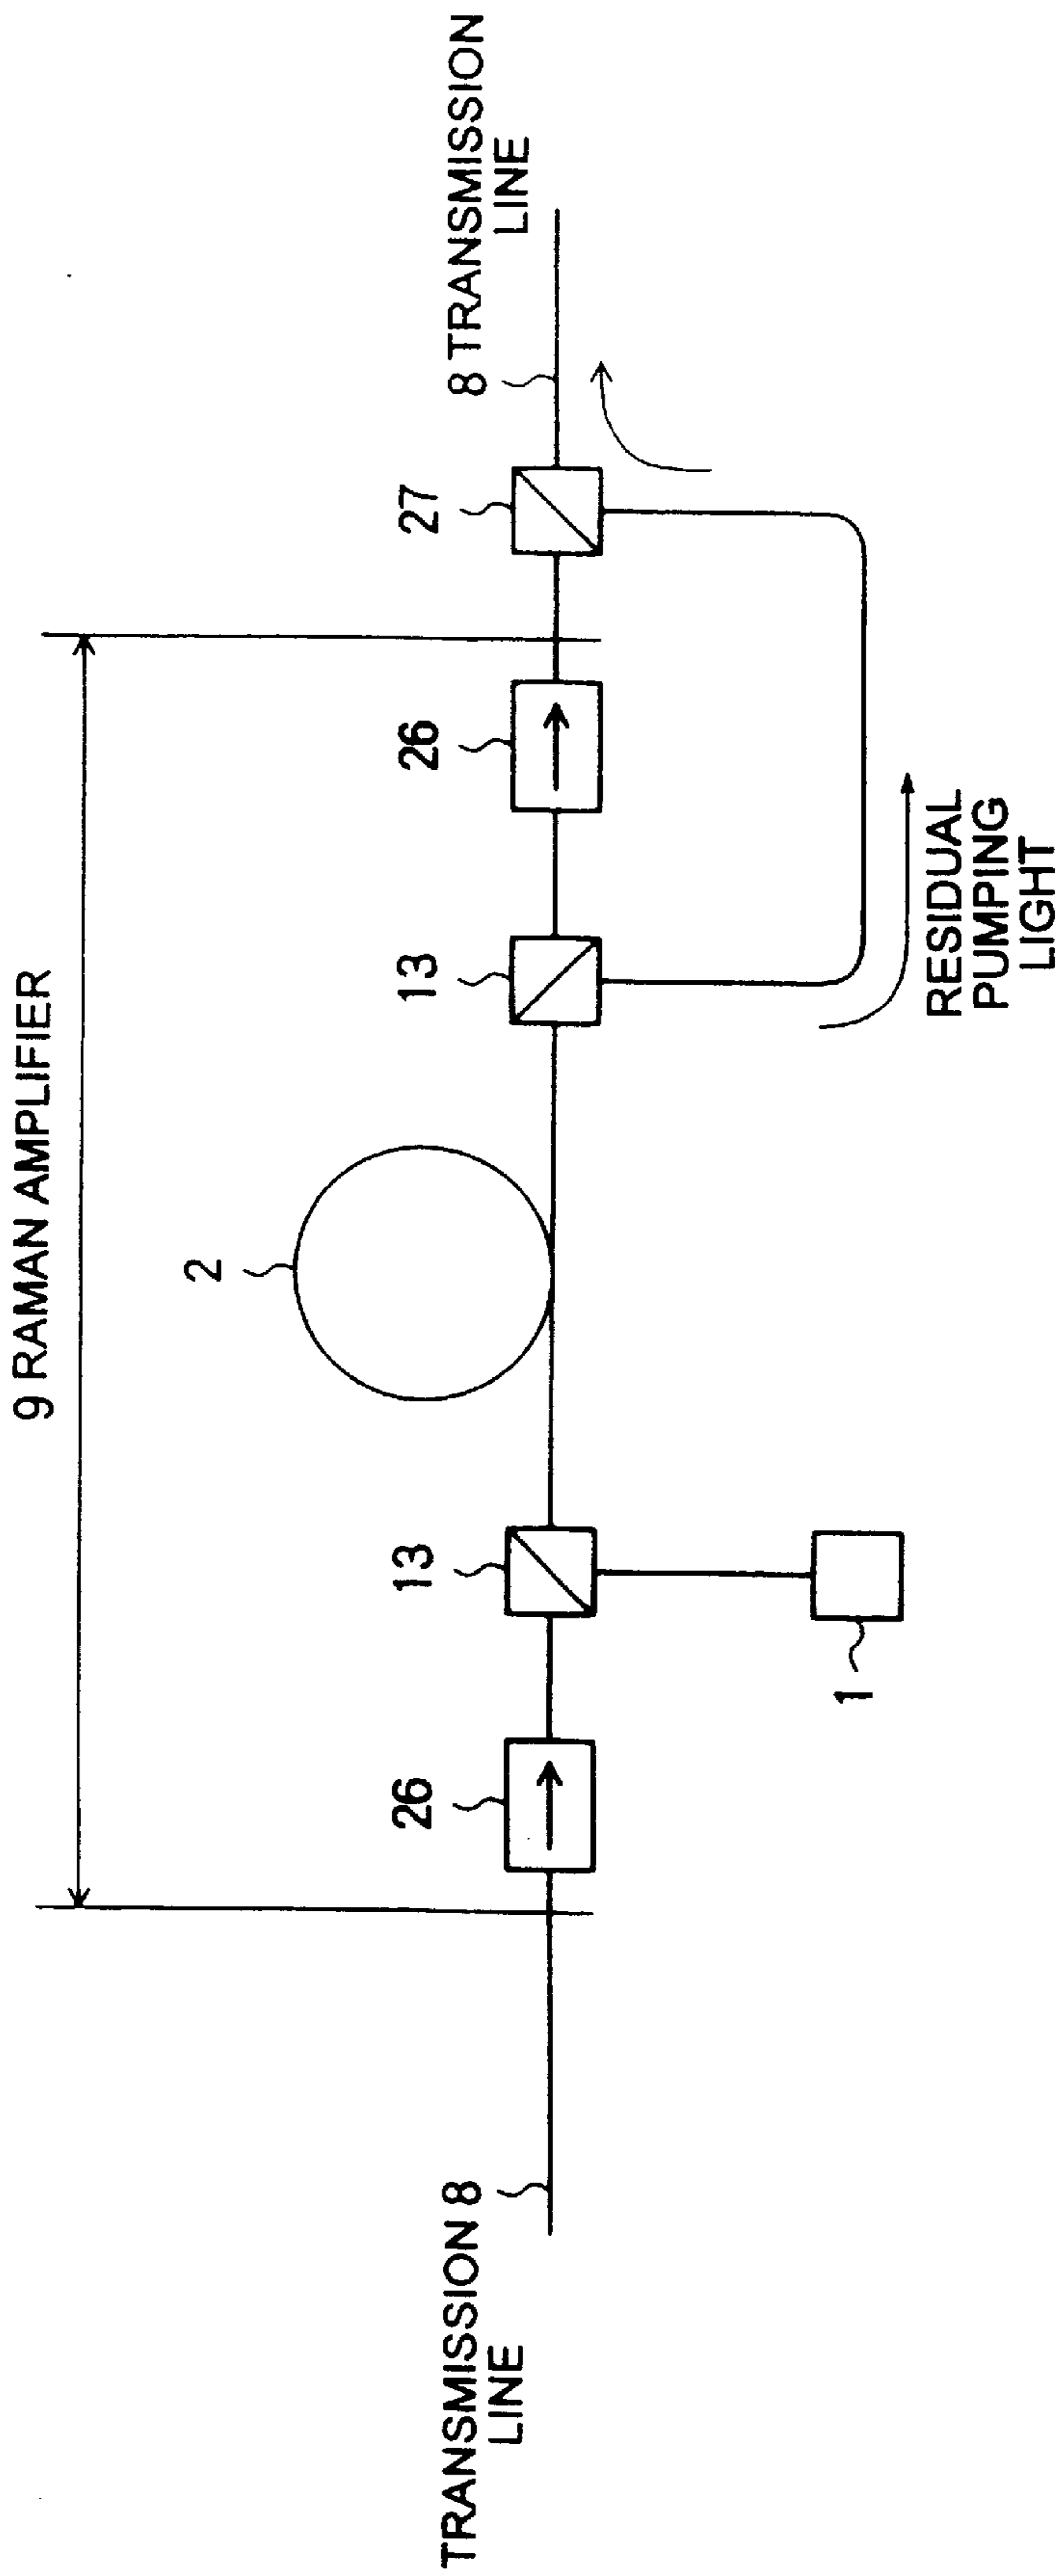 9 RAMAN AMPLIFIER
2
TRANSMISSION 8
LINE
26
13
13
26
27
8 TRANSMISSION
LINE
1
RESIDUAL
PUMPING
LIGHT